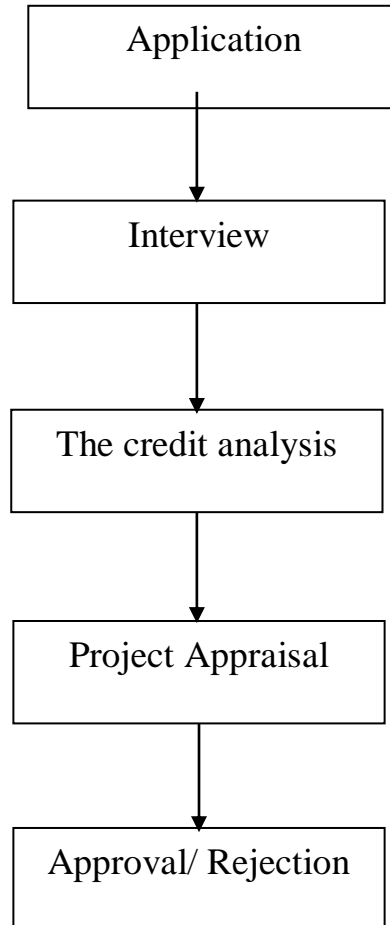 Application
Interview
The credit analysis
Project Appraisal
Approval/ Rejection